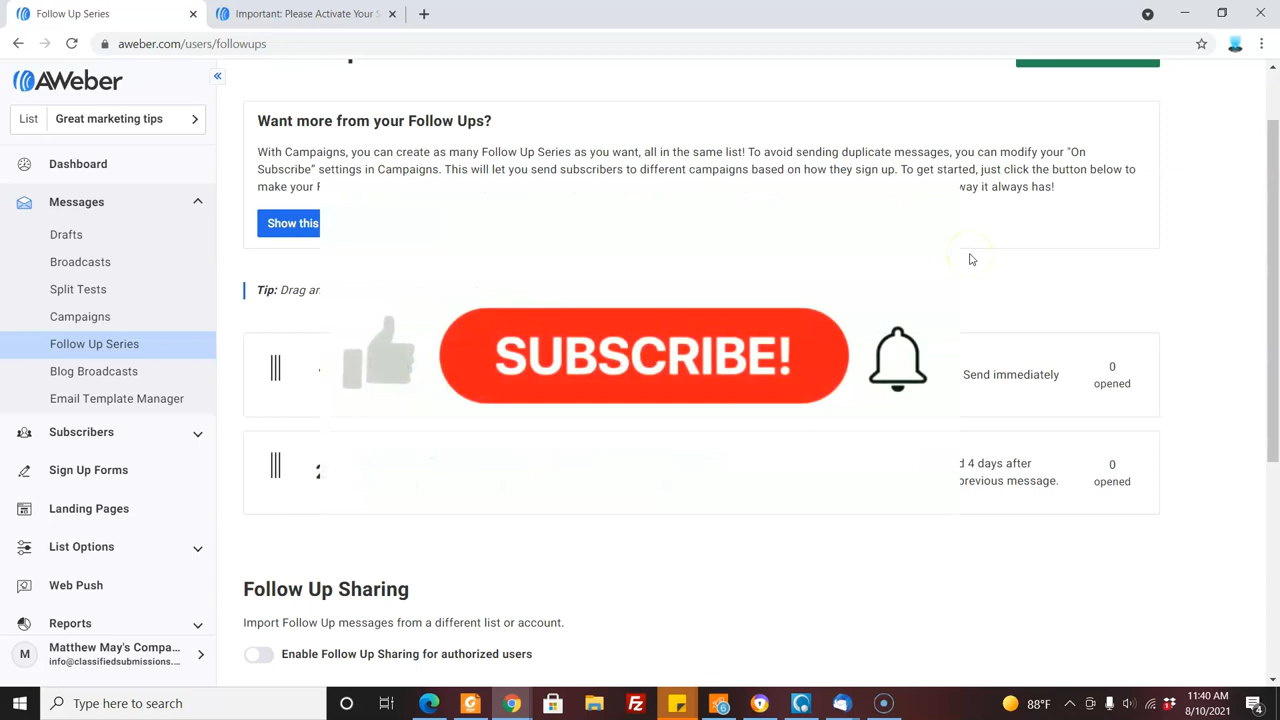 Follow Up Series
Important: Please Activate Your S
aweber.com/users/followups
AWeber
List Great marketing tips
Dashboard
Messages
Drafts
Broadcasts
Split Tests
Campaigns
Follow Up Series
Blog Broadcasts
Email Template Manager
Subscribers
Sign Up Forms
Landing Pages
List Options
Web Push
Reports
M
Matthew May's Compa...
info@classifiedsubmissions....
Want more from your Follow Ups?
With Campaigns, you can create as many Follow Up Series as you want, all in the same list! To avoid sending duplicate messages, you can modify your "On
Subscribe" settings in Campaigns. This will let you send subscribers to different campaigns based on how they sign up. To get started, just click the button below to
make your F way it always has!
Show this
Tip: Drag an
SUBSCRIBE!
Send immediately
0
opened
d 4 days after
previous message.
0
opened
Follow Up Sharing
Import Follow Up messages from a different list or account.
Enable Follow Up Sharing for authorized users
Type here to search
6
88°F
11:40 AM
8/10/2021
4